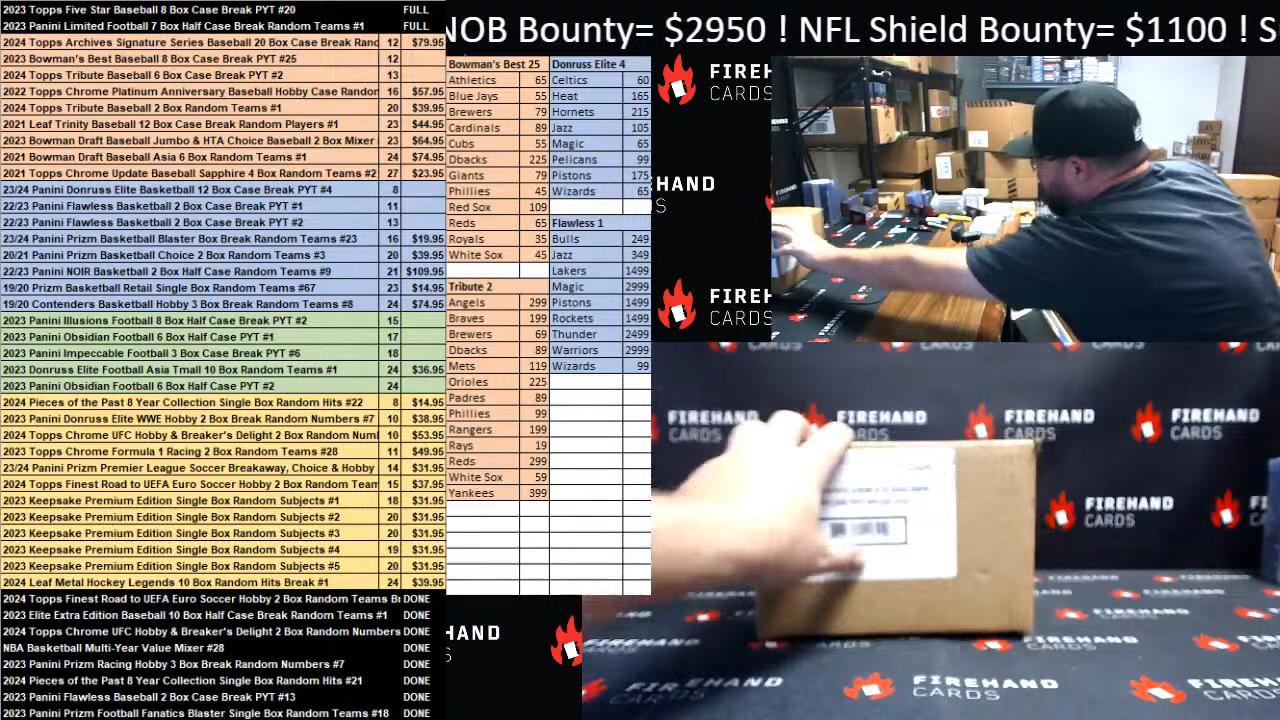 NOB Bounty= $2950 ! NFL Shield Bounty= $1100 ! S
2023 Topps Five Star Baseball 8 Box Case Break PYT #20 FULL
2023 Panini Limited Football 7 Box Half Case Break Random Teams #1 FULL
2024 Topps Archives Signature Series Baseball 20 Box Case Break Rand 12 $79.95
2023 Bowman's Best Baseball 8 Box Case Break PYT #25 12
2024 Topps Tribute Baseball 6 Box Case Break PYT #2 13
2022 Topps Chrome Platinum Anniversary Baseball Hobby Case Random 16 $57.95
2024 Topps Tribute Baseball 2 Box Random Teams #1 20 $39.95
2021 Leaf Trinity Baseball 12 Box Case Break Random Players #1 23 $44.95
2023 Bowman Draft Baseball Jumbo & HTA Choice Baseball 2 Box Mixer 23 $64.95
2021 Bowman Draft Baseball Asia 6 Box Random Teams #1 24 $74.95
2021 Topps Chrome Update Baseball Sapphire 4 Box Random Teams #2 27 $23.95
23/24 Panini Donruss Elite Basketball 12 Box Case Break PYT #4 8
22/23 Panini Flawless Basketball 2 Box Case Break PYT #1 11
22/23 Panini Flawless Basketball 2 Box Case Break PYT #2 13
23/24 Panini Prizm Basketball Blaster Box Break Random Teams #23 16 $19.95
20/21 Panini Prizm Basketball Choice 2 Box Random Teams #3 20 $39.95
22/23 Panini NOIR Basketball 2 Box Half Case Random Teams #9 21 $109.95
19/20 Prizm Basketball Retail Single Box Random Teams #67 23 $14.95
19/20 Contenders Basketball Hobby 3 Box Break Random Teams #8 24 $74.95
2023 Panini Illusions Football 8 Box Half Case Break PYT #2 15
2023 Panini Obsidian Football 6 Box Half Case PYT #1 17
2023 Panini Impeccable Football 3 Box Case Break PYT #6 18
2023 Donruss Elite Football Asia Tmall 10 Box Random Teams #1 24 $36.95
2023 Panini Obsidian Football 6 Box Half Case PYT #2 24
2024 Pieces of the Past 8 Year Collection Single Box Random Hits #22 8 $14.95
2023 Panini Donruss Elite WWE Hobby 2 Box Break Random Numbers #7 10 $38.95
2024 Topps Chrome UFC Hobby & Breaker's Delight 2 Box Random Numl 10 $53.95
2024 Topps Chrome Formula 1 Racing 2 Box Random Teams #28 11 $49.95
23/24 Panini Prizm Premier League Soccer Breakaway, Choice & Hobby 14 $31.95
2024 Topps Finest Road to UEFA Euro Soccer Hobby 2 Box Random Team 15 $37.95
2023 Keepsake Premium Edition Single Box Random Subjects #1 18 $31.95
2023 Keepsake Premium Edition Single Box Random Subjects #2 20 $31.95
2023 Keepsake Premium Edition Single Box Random Subjects #3 20 $31.95
2023 Keepsake Premium Edition Single Box Random Subjects #4 19 $31.95
2023 Keepsake Premium Edition Single Box Random Subjects #5 20 $31.95
2024 Leaf Metal Hockey Legends 10 Box Random Hits Break #1 24 $39.95
2024 Topps Finest Road to UEFA Euro Soccer Hobby 2 Box Random Teams Br DONE
2023 Elite Extra Edition Baseball 10 Box Half Case Break Random Teams #1 DONE
2024 Topps Chrome UFC Hobby & Breaker's Delight 2 Box Random Numbers DONE
NBA Basketball Multi-Year Value Mixer #28 DONE
2023 Panini Prizm Racing Hobby 3 Box Break Random Numbers #7 DONE
2024 Pieces of the Past 8 Year Collection Single Box Random Hits #21 DONE
2023 Panini Flawless Baseball 2 Box Case Break PYT #13 DONE
2023 Panini Prizm Football Fanatics Blaster Single Box Random Teams #18 DONE
Bowman's Best 25
Athletics 65
Blue Jays 55
Brewers 79
Cardinals 89
Cubs 55
Dbacks 225
Giants 79
Phillies 45
Red Sox 109
Reds 65
Royals 35
White Sox 45
Tribute 2
Angels 299
Braves 199
Brewers 69
Dbacks 89
Mets 119
Orioles 225
Padres 89
Phillies 99
Rangers 199
Rays 19
Reds 299
White Sox 59
Yankees 399
Donruss Elite 4
Celtics 60
Heat 165
Hornets 215
Jazz 105
Magic 65
Pelicans 99
Pistons 175
Wizards 65
Flawless 1
Bulls 249
Jazz 349
Lakers 1499
Magic 2999
Pistons 1499
Rockets 1499
Thunder 2499
Warriors 2999
Wizards 99
FIREH
CARDS
HAND
S
FIREH
CARDS
HAND
S
FIREHAND
CARDS
FIREHAND
CARDS
FIREHAND
CARDS
FIREHAND
CARDS
FIREHAND
CARDS